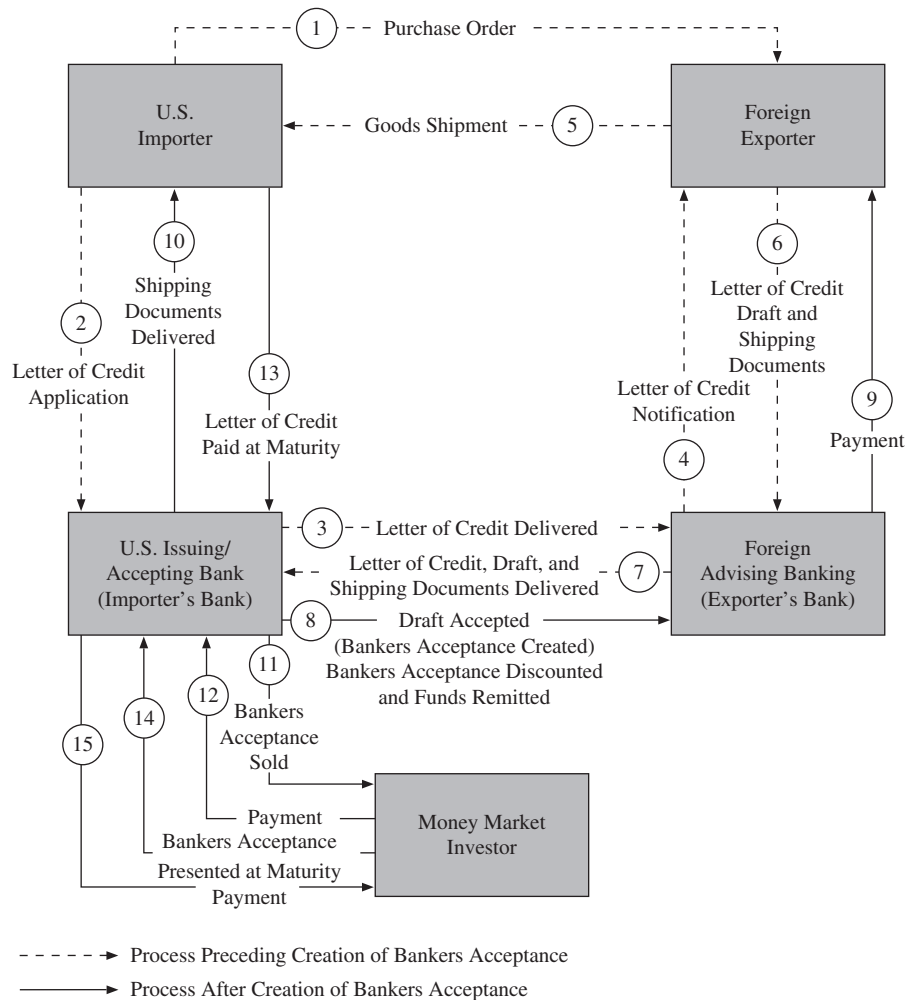 1
Purchase Order
U.S.
Importer
Goods Shipment
5
Foreign
Exporter
10
Shipping
Documents
Delivered
2
Letter of Credit
Application
13
Letter of Credit
Paid at Maturity
6
Letter of Credit
Draft and
Shipping
Documents
Letter of Credit
Notification
4
9
Payment
U.S. Issuing/
Accepting Bank
(Importer's Bank)
3
Letter of Credit Delivered
Letter of Credit, Draft, and
Shipping Documents Delivered
7
8
Draft Accepted
(Bankers Acceptance Created)
Bankers Acceptance Discounted
and Funds Remitted
Foreign
Advising Banking
(Exporter's Bank)
11
Bankers
Acceptance
Sold
12
14
15
Payment
Bankers Acceptance
Presented at Maturity
Payment
Money Market
Investor
Process Preceding Creation of Bankers Acceptance
Process After Creation of Bankers Acceptance